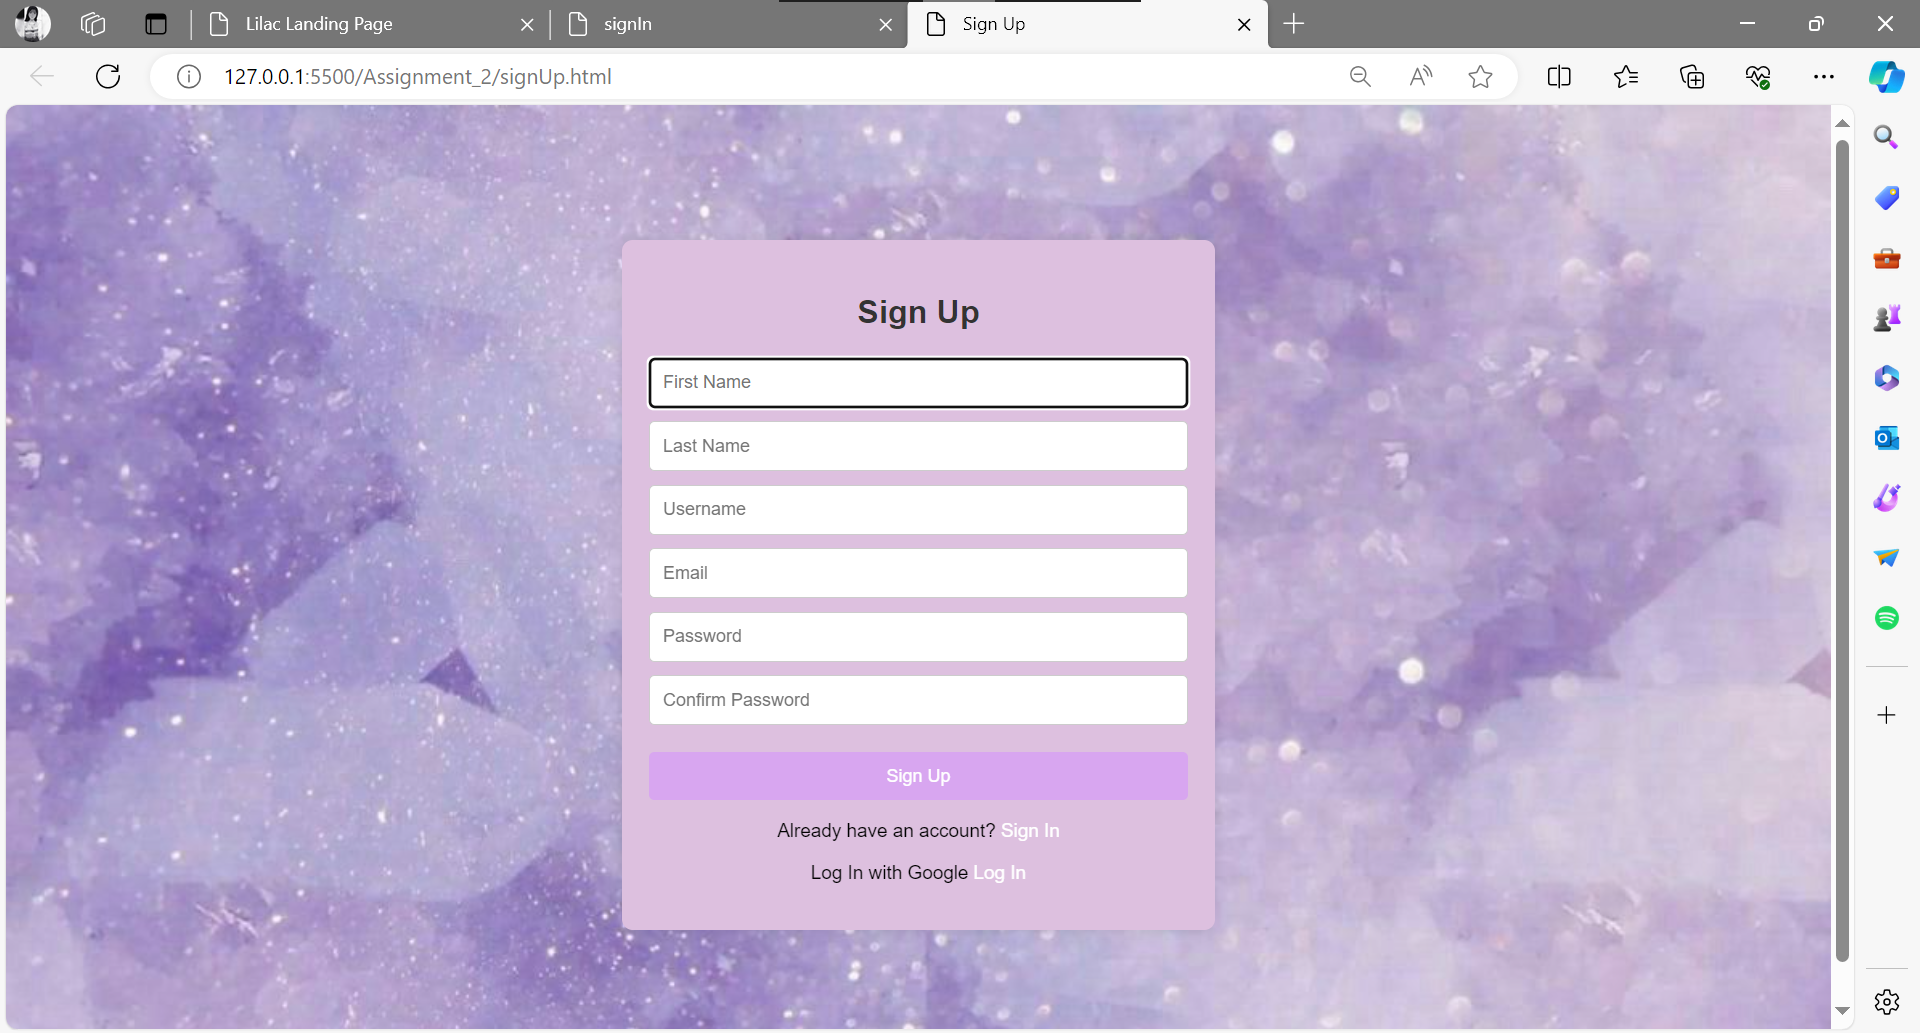 Lilac Landing Page
signIn
Sign Up
127.0.0.1:5500/Assignment_2/signUp.html
Sign Up
First Name
Last Name
Username
Email
Password
Confirm Password
Sign Up
Already have an account? Sign In
Log In with Google Log In